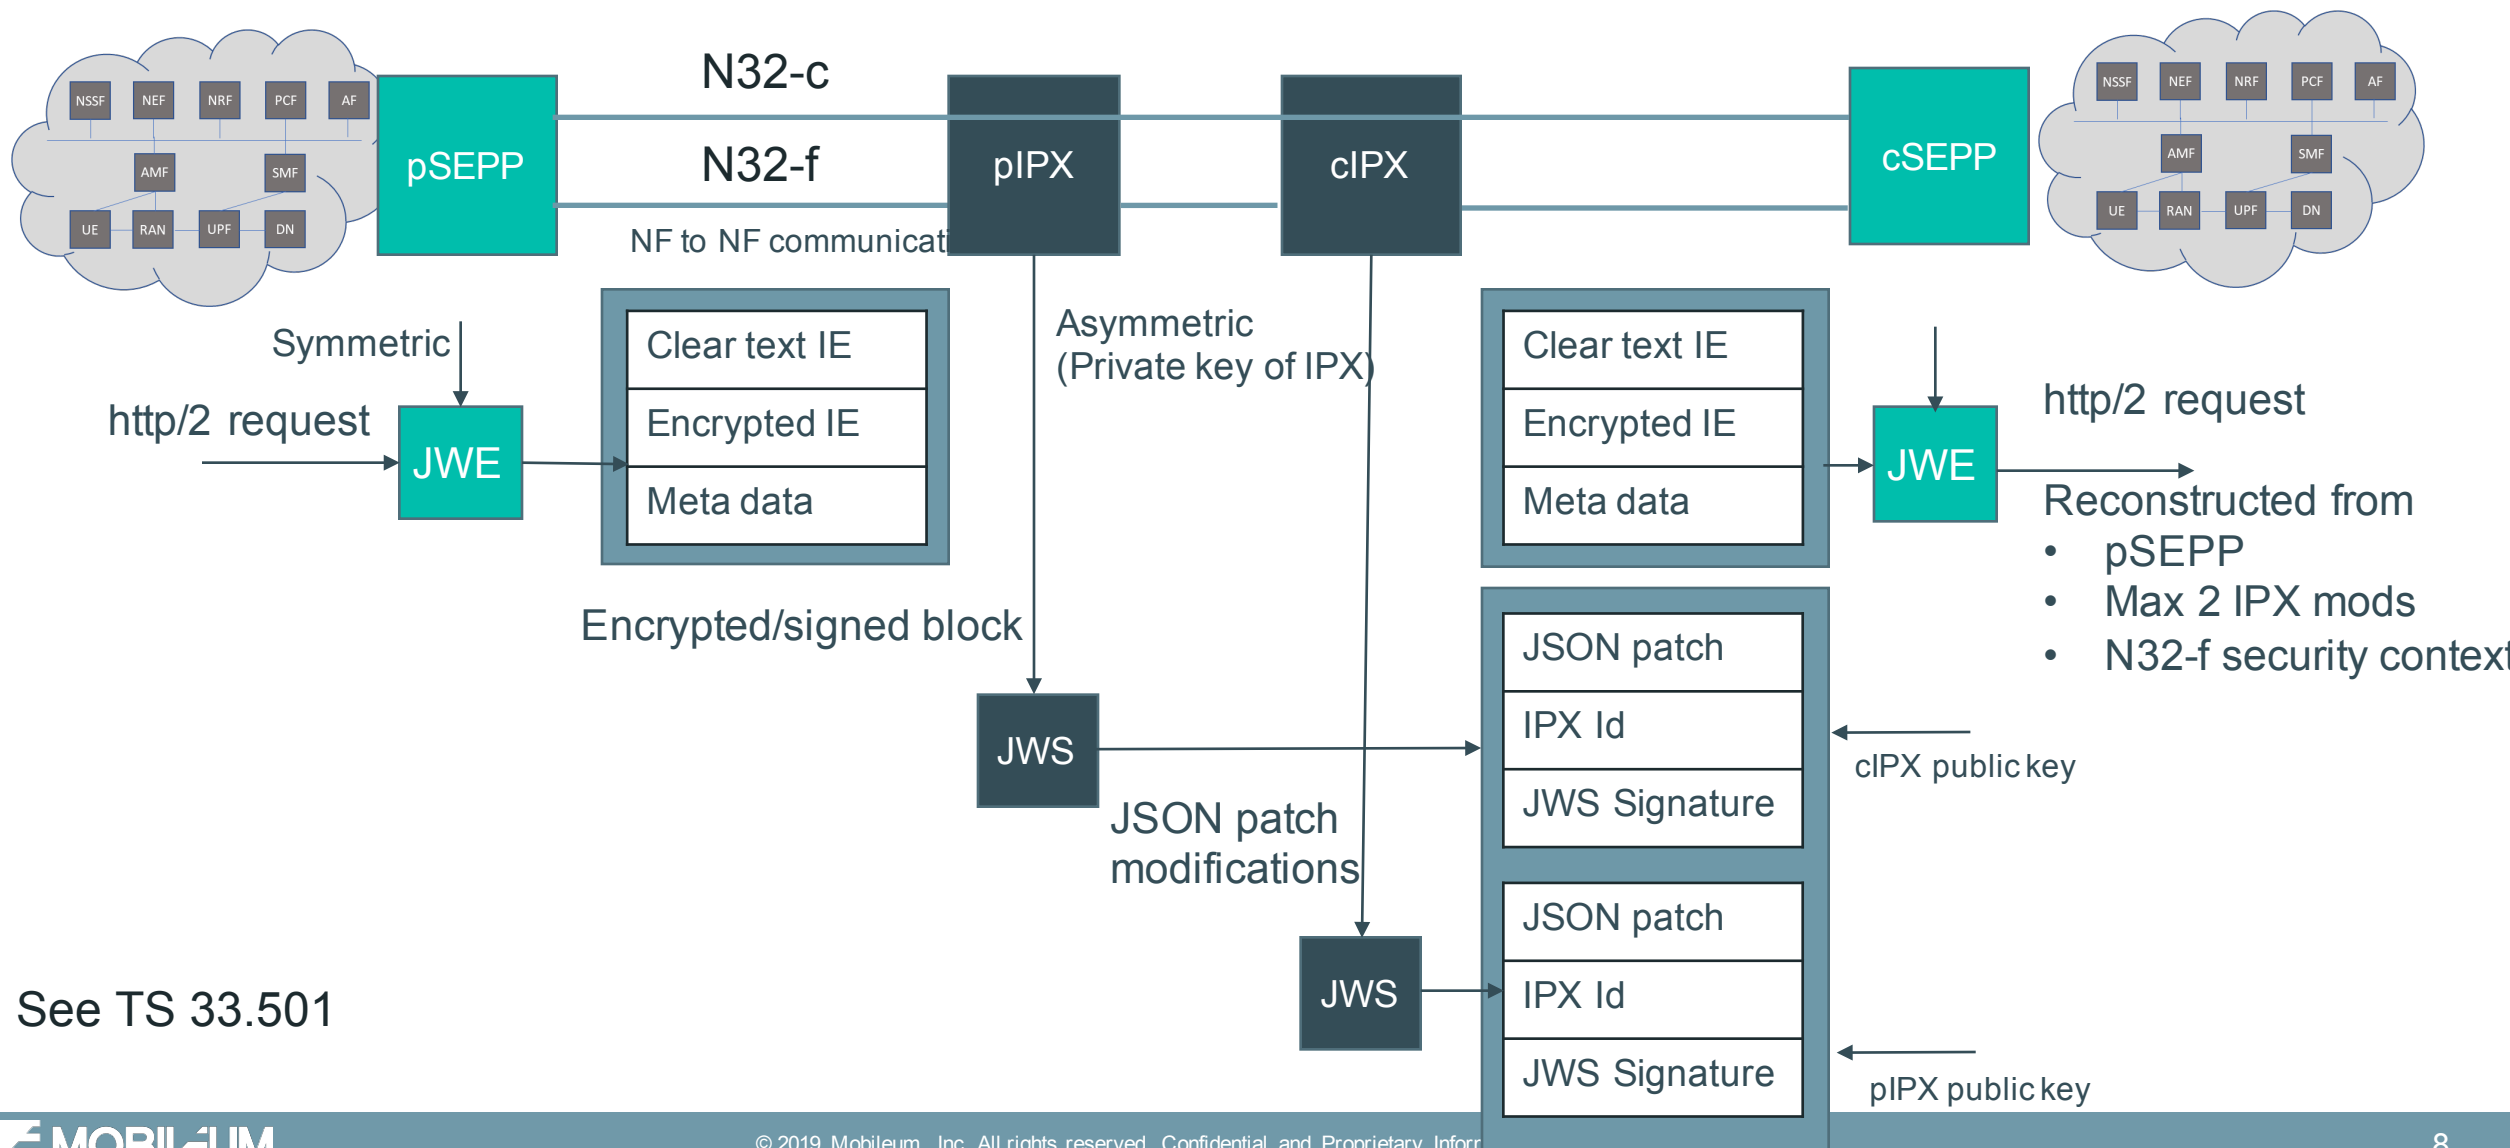 NSSF
NEF
NRF
PCF
AF
AMF
SMF
UE
RAN
UPF
DN
pSEPP
N32-c
N32-f
NF to NF communicati
pIPX
cIPX
cSEPP
NSSF
NEF
NRF
PCF
AF
AMF
SMF
UE
RAN
UPF
DN
Symmetric
http/2 request
JWE
Clear text IE
Encrypted IE
Meta data
Asymmetric
(Private key of IPX)
Clear text IE
Encrypted IE
Meta data
JWE
http/2 request
Reconstructed from
• pSEPP
• Max 2 IPX mods
• N32-f security context
Encrypted/signed block
JWS
JSON patch
modifications
JSON patch
IPX Id
JWS Signature
cIPX public key
JWS
JSON patch
IPX Id
JWS Signature
pIPX public key
See TS 33.501
MOBILEUM
© 2019 Mobileum, Inc. All rights reserved. Confidential and Proprietary Inforn
8